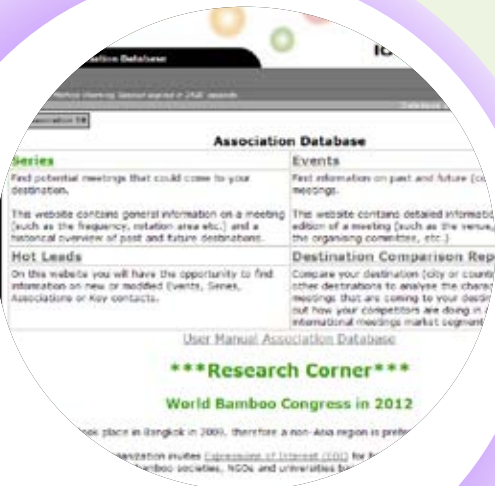 Association Database
Association Database
Series
Find potential meetings that could come to your
destination.
This website contains general information on a meeting
(such as the frequency, rotation area etc.) and a
historical overview of past and future destinations.
Events
Find information on past and future
meetings.
This website contains detailed
edition of a meeting (such as the venue,
the organising committee, etc.)
Hot Leads
On this website you will have the opportunity to find
information on new or modified Events, Series,
Associations or Key contacts.
Destination Comparison Rep
Compare your destination (city or
other destinations to analyse the
meetings that are coming to your
out how your competitors are doing in
international meetings market segment
User Manual Association Database
***Research Corner***
World Bamboo Congress in 2012
place in Bangkok in 2009, therefore a non-Asia region is
invites Expressions of Interest (EOI) for
societies, NGOs and universities